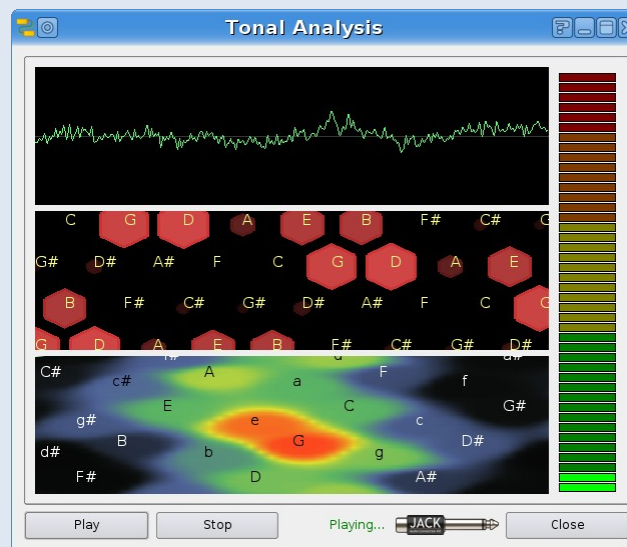 Tonal Analysis
C G D A E B F# C# G
G# D# A# F C G D A E
B F# C# G# D# A# F C G
G D A E B F# C# G# D#
C# c# A a F f
E C G#
g# e c
d# B b G g D#
F# D A#
Play Stop Playing... JACK Close